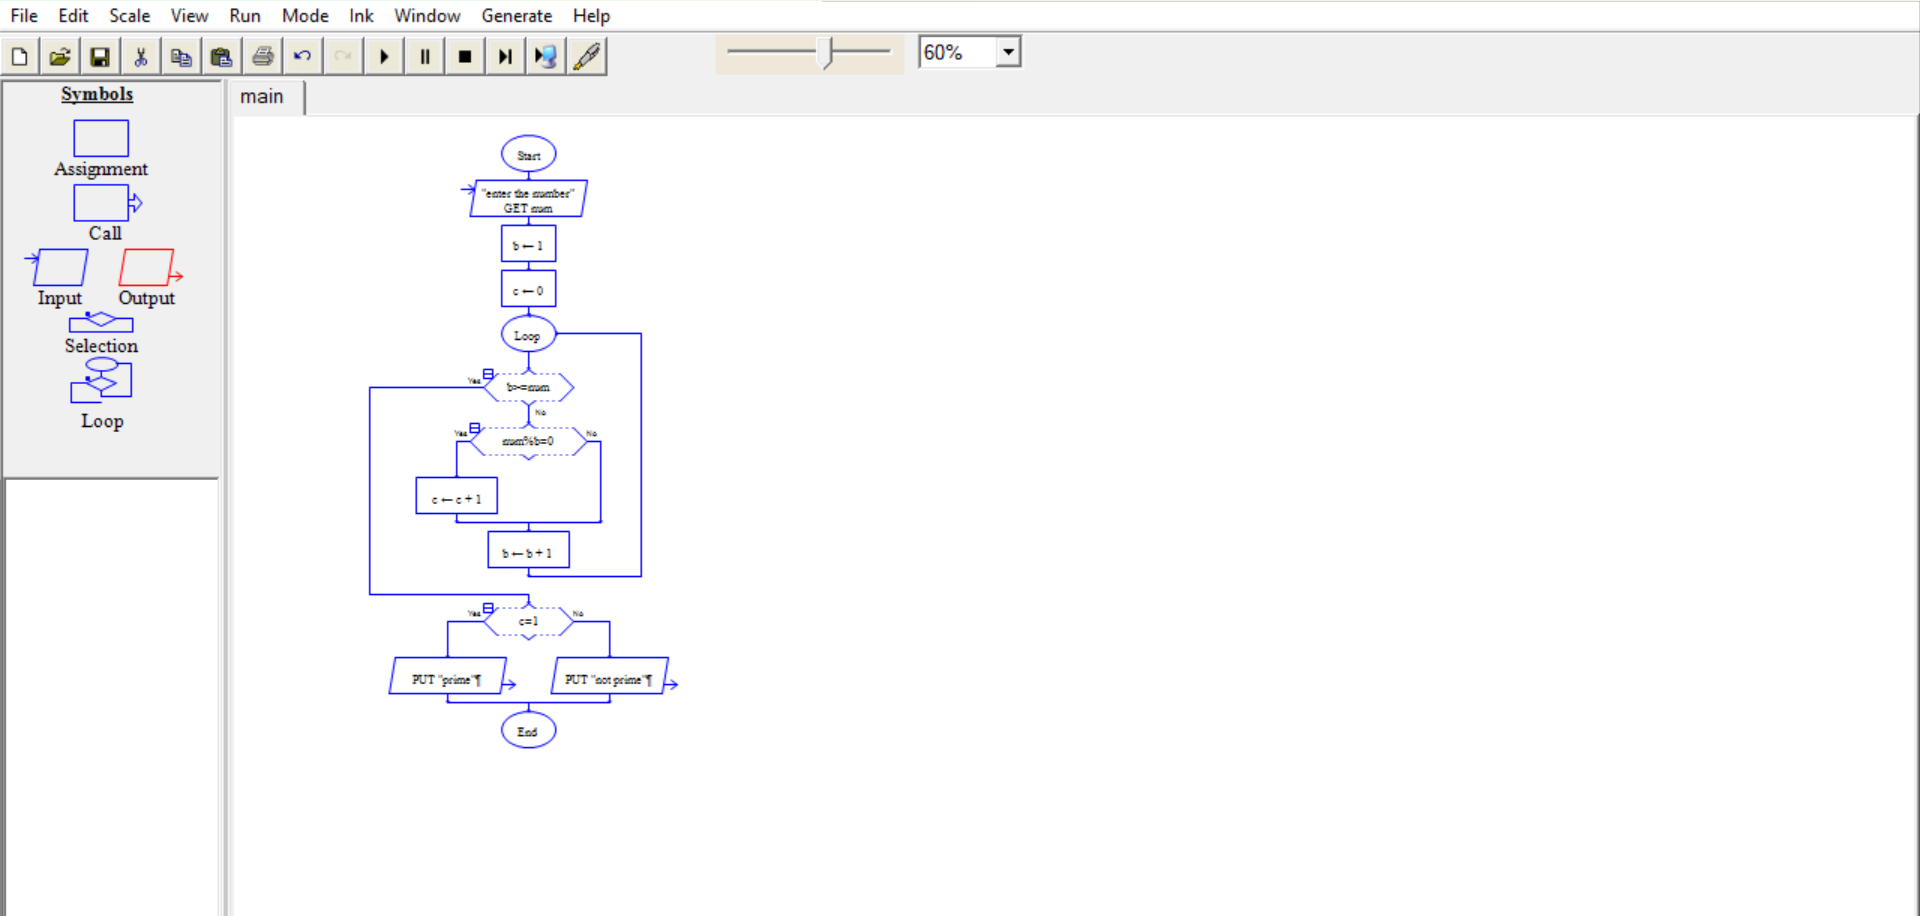 File Edit Scale View Run Mode Ink Window Generate Help
60%
Symbols
Assignment
Call
Input Output
Selection
Loop
main
Start
"enter the number"
GET num
b ← 1
c ← 0
Loop
Yes
b>=num
No
Yes
num%b=0
No
c ← c + 1
b ← b + 1
Yes
c=1
No
PUT "prime"¶
PUT "not prime"¶
End